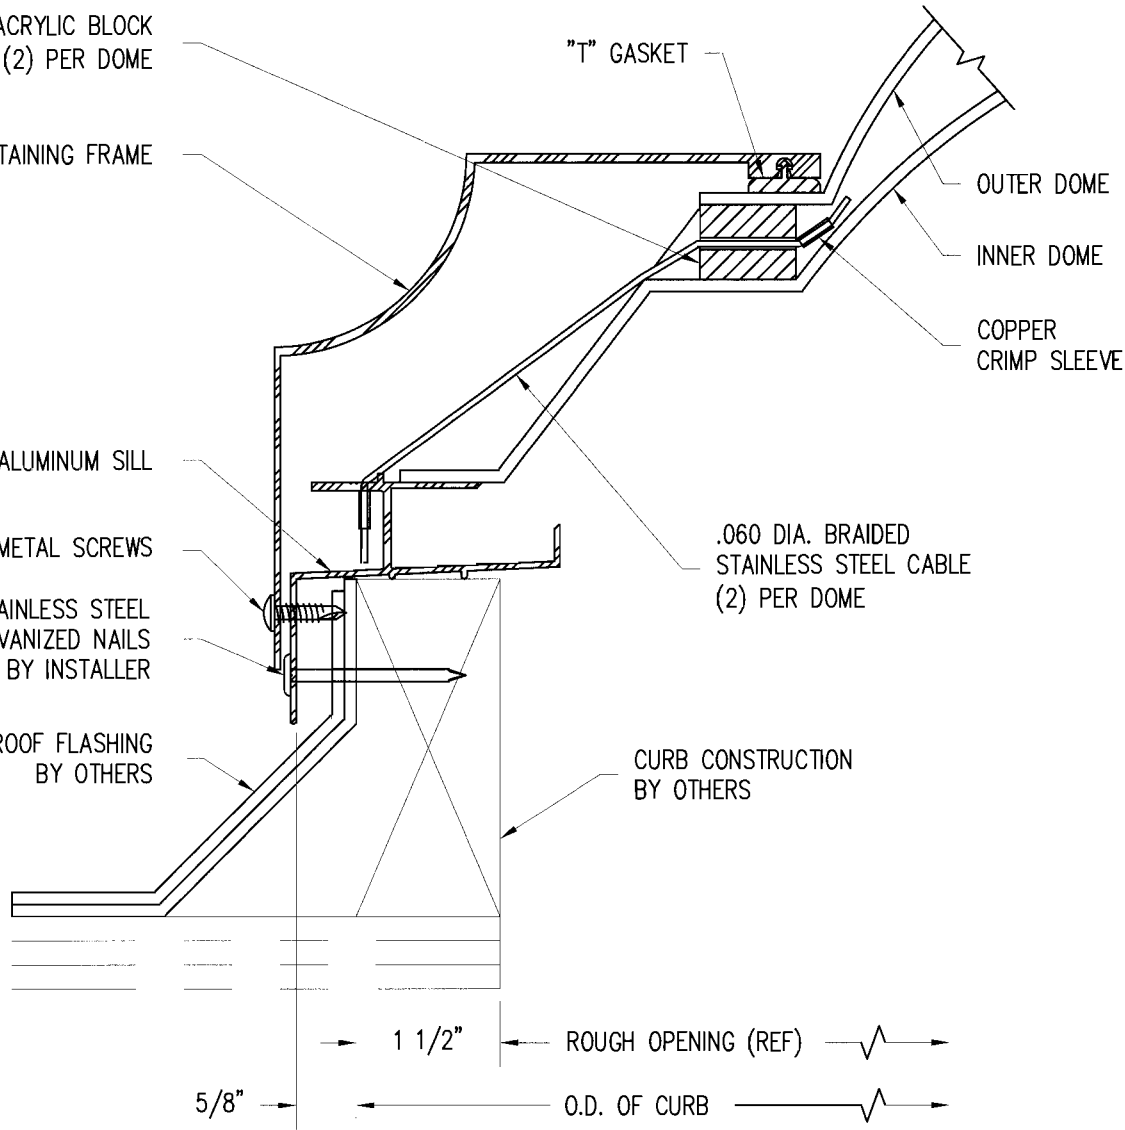 ACRYLIC BLOCK
(2) PER DOME
"T" GASKET
TAINING FRAME
OUTER DOME
INNER DOME
COPPER
CRIMP SLEEVE
ALUMINUM SILL
METAL SCREWS
.060 DIA. BRAIDED
STAINLESS STEEL CABLE
(2) PER DOME
AINLESS STEEL
VANIZED NAILS
BY INSTALLER
ROOF FLASHING
BY OTHERS
CURB CONSTRUCTION
BY OTHERS
1 1/2"
ROUGH OPENING (REF)
5/8"
O.D. OF CURB